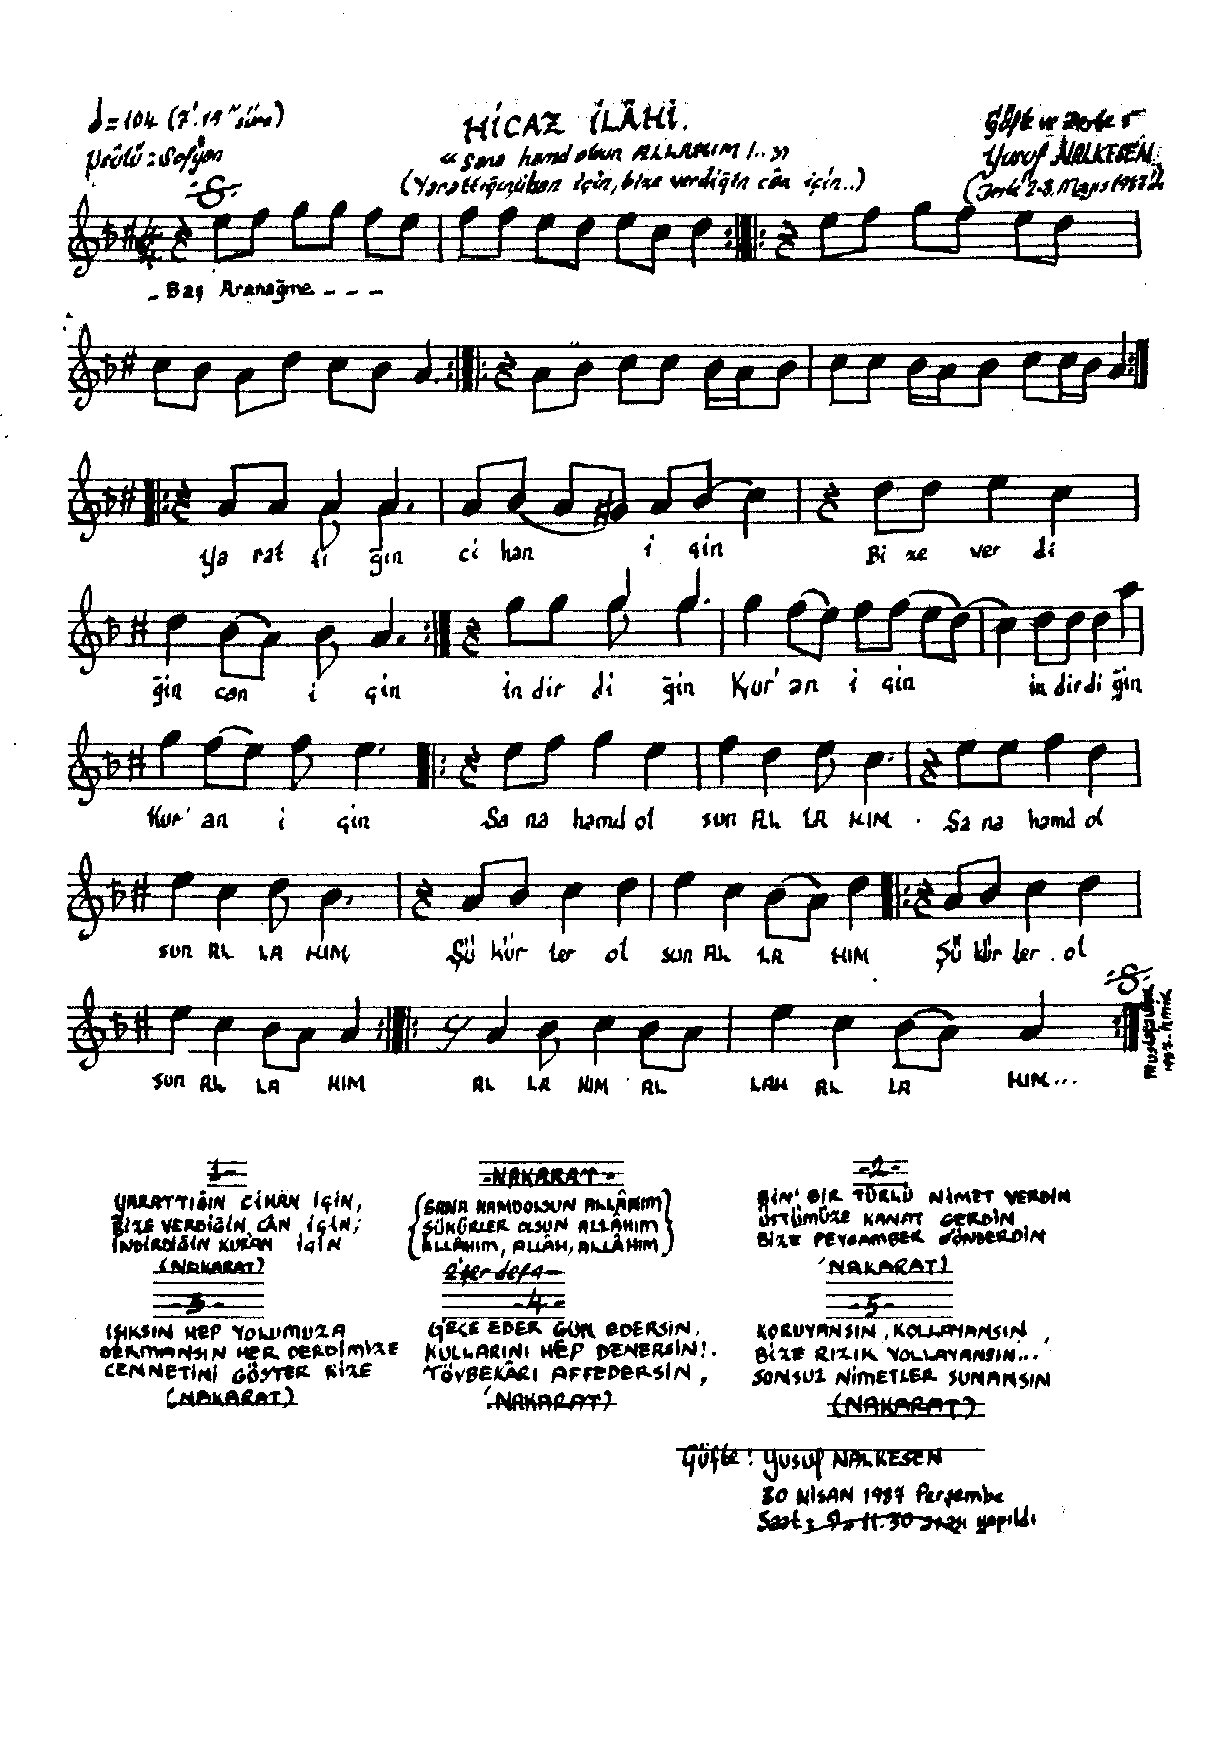 ♩=104 (7'.19" süre)
HİCAZ İLÂHİ.
Güfte ve Beste:
Usûlü: Sofyan
"Sana hamdolsun ALLAHIM!.."
Yusuf NALKESEN
(Yarattığın cihan için, bize verdiğin cân için..)
(Beste 2-3. Mayıs 1987)
- Baş Aranağme - - -
Ya rat tı ğın ci han i çin Bi ze ver di
ğin can i çin in dir di ğin Kur' an i çin in dir di ğin
Kur' an i çin Sa na hamd ol sun AL LA HIM . Sa na hamd ol
sun AL LA HIM Şü kür ler ol sun AL LA HIM Şü kür ler . ol
sun AL LA HIM AL LA HIM AL LAH AL LA HIM...
-1-
YARATTIĞIN CİHÂN İÇİN,
BİZE VERDİĞİN CÂN İÇİN;
İNDİRDİĞİN KUR'AN İÇİN
(NAKARAT)
-NAKARAT-
(SANA HAMDOLSUN ALLÂHIM)
(ŞÜKÜRLER OLSUN ALLÂHIM)
(ALLÂHIM, ALLÂH, ALLÂHIM)
2'şer defa-
-2-
BİN BİR TÜRLÜ NİMET VERDİN
ÜSTÜMÜZE KANAT GERDİN
BİZE PEYGAMBER GÖNDERDİN
(NAKARAT)
-3-
IŞIKSIN HEP YOLUMUZA
DERMANSIN HER DERDİMİZE
CENNETİNİ GÖSTER BİZE
(NAKARAT)
-4-
GECE EDER GÜN EDERSİN,
KULLARINI HEP DENERSİN!.
TÖVBEKÂRI AFFEDERSİN,
(NAKARAT)
-5-
KORUYANSIN, KOLLAYANSIN,
BİZE RIZIK YOLLAYANSIN...
SONSUZ NİMETLER SUNANSIN
(NAKARAT)
Güfte: Yusuf NALKESEN
30 NİSAN 1987 Perşembe
Saat: 9-11.30 arası yapıldı